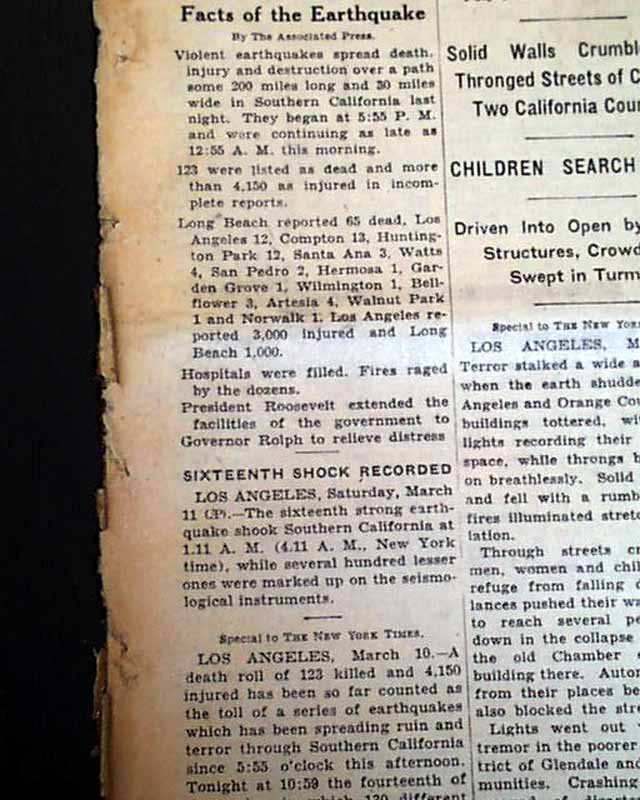 Facts of the Earthquake
By The Associated Press.
Violent earthquakes spread death,
injury and destruction over a path
some 200 miles long and 30 miles
wide in Southern California last
night. They began at 5:55 P. M.
and were continuing as late as
12:55 A. M. this morning.
123 were listed as dead and more
than 4,150 as injured in incom-
plete reports.
Long Beach reported 65 dead, Los
Angeles 12, Compton 13, Hunting-
ton Park 12, Santa Ana 3, Watts
4, San Pedro 2, Hermosa 1, Gar-
den Grove 1, Wilmington 1, Bell-
flower 3, Artesia 4, Walnut Park
1 and Norwalk 1. Los Angeles re-
ported 3,000 injured and Long
Beach 1,000.
Hospitals were filled. Fires raged
by the dozens.
President Roosevelt extended the
facilities of the government to
Governor Rolph to relieve distress
SIXTEENTH SHOCK RECORDED
LOS ANGELES, Saturday, March
11 (AP).—The sixteenth strong earth-
quake shook Southern California at
1.11 A. M. (4.11 A. M., New York
time), while several hundred lesser
ones were marked up on the seismo-
logical instruments.
Special to THE NEW YORK TIMES.
LOS ANGELES, March 10.—A
death roll of 123 killed and 4,150
injured has been so far counted as
the toll of a series of earthquakes
which has been spreading ruin and
terror through Southern California
since 5:55 o'clock this afternoon.
Tonight at 10:59 the fourteenth of
in which 130 different
Solid Walls Crumbl
Thronged Streets of C
Two California Cou
CHILDREN SEARCH
Driven Into Open by
Structures, Crowd
Swept in Turm
Special to THE NEW YOR
LOS ANGELES, M
Terror stalked a wide a
when the earth shudde
Angeles and Orange Cou
buildings tottered, wi
lights recording their
space, while throngs h
on breathlessly. Solid
and fell with a rumb
fires illuminated stretc
lation.
Through streets cr
men, women and chil
refuge from falling d
lances pushed their wa
to reach several pe
down in the collapse
the old Chamber
building there. Autom
from their places be
also blocked the stre
Lights went out
tremor in the poorer
trict of Glendale and
munities. Crashing